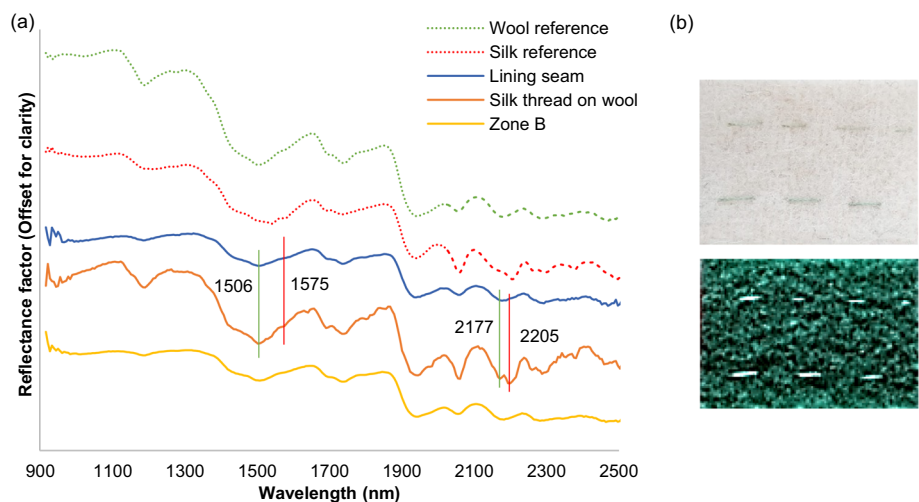 (a)
Wool reference
Silk reference
Lining seam
Silk thread on wool
Zone B
(b)
Reflectance factor (Offset for clarity)
1506
1575
2177
2205
900 1100 1300 1500 1700 1900 2100 2300 2500
Wavelength (nm)